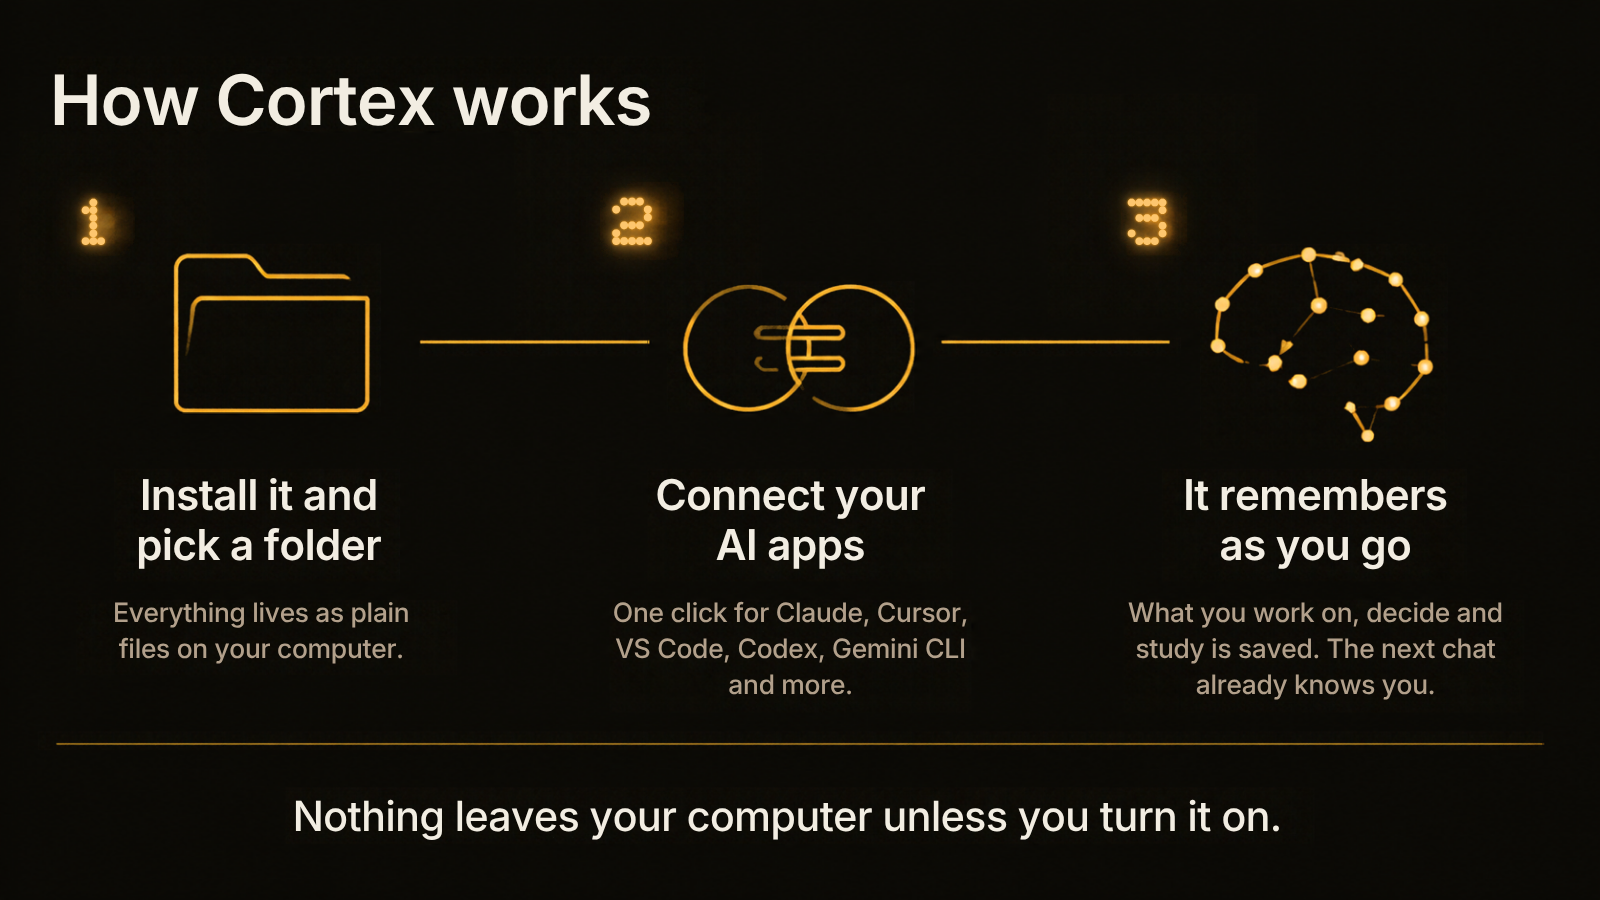 How Cortex works
1
Install it and
pick a folder
Everything lives as plain
files on your computer.
2
Connect your
AI apps
One click for Claude, Cursor,
VS Code, Codex, Gemini CLI
and more.
3
It remembers
as you go
What you work on, decide and
study is saved. The next chat
already knows you.
Nothing leaves your computer unless you turn it on.